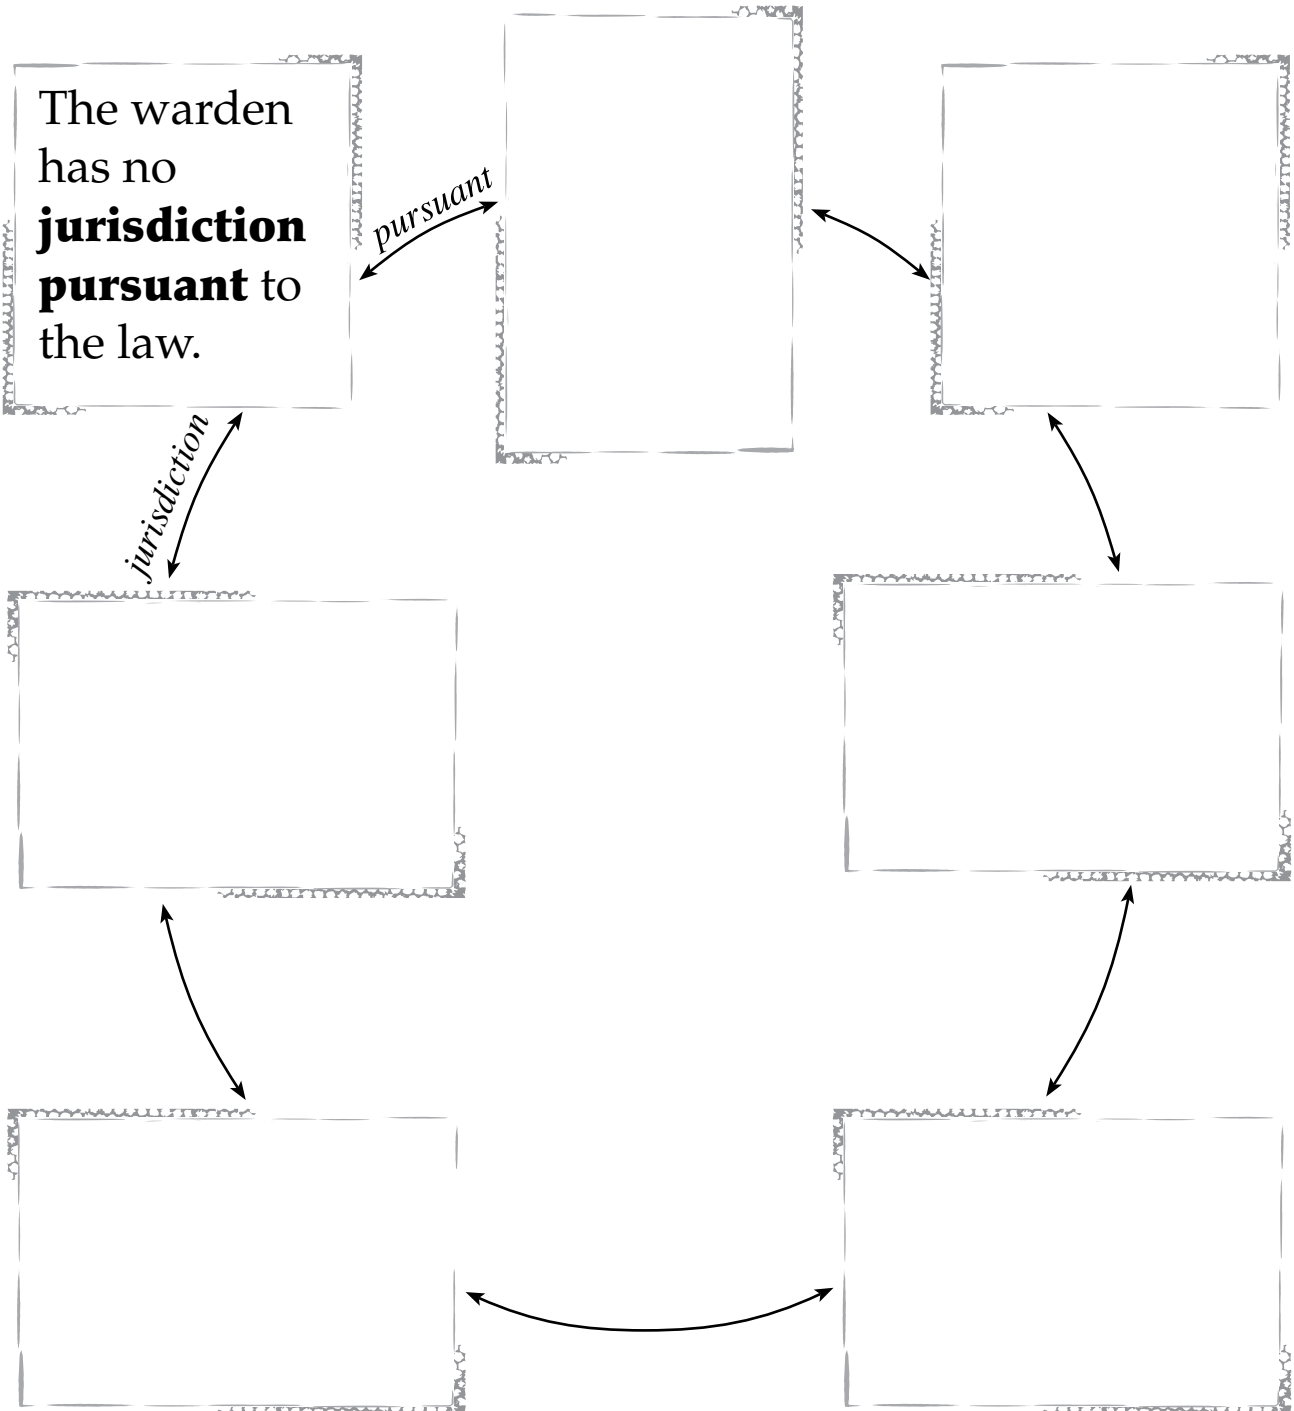 The warden
has no
jurisdiction
pursuant to
the law.
pursuant
jurisdiction